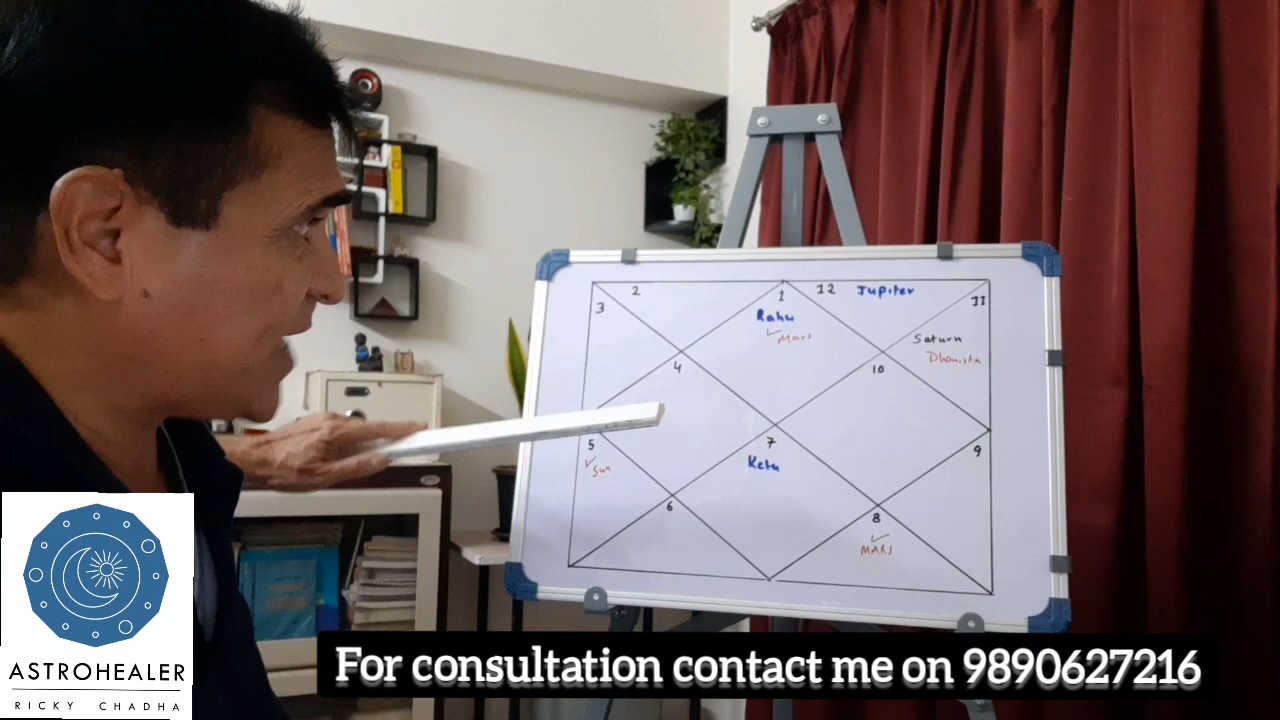 2
1
12 Jupiter
11
3
Rahu
Mars
Saturn
Dhanista
4
10
5
Sun
7
Ketu
9
6
8
MARS
For consultation contact me on 9890627216
ASTROHEALER
RICKY CHADHA